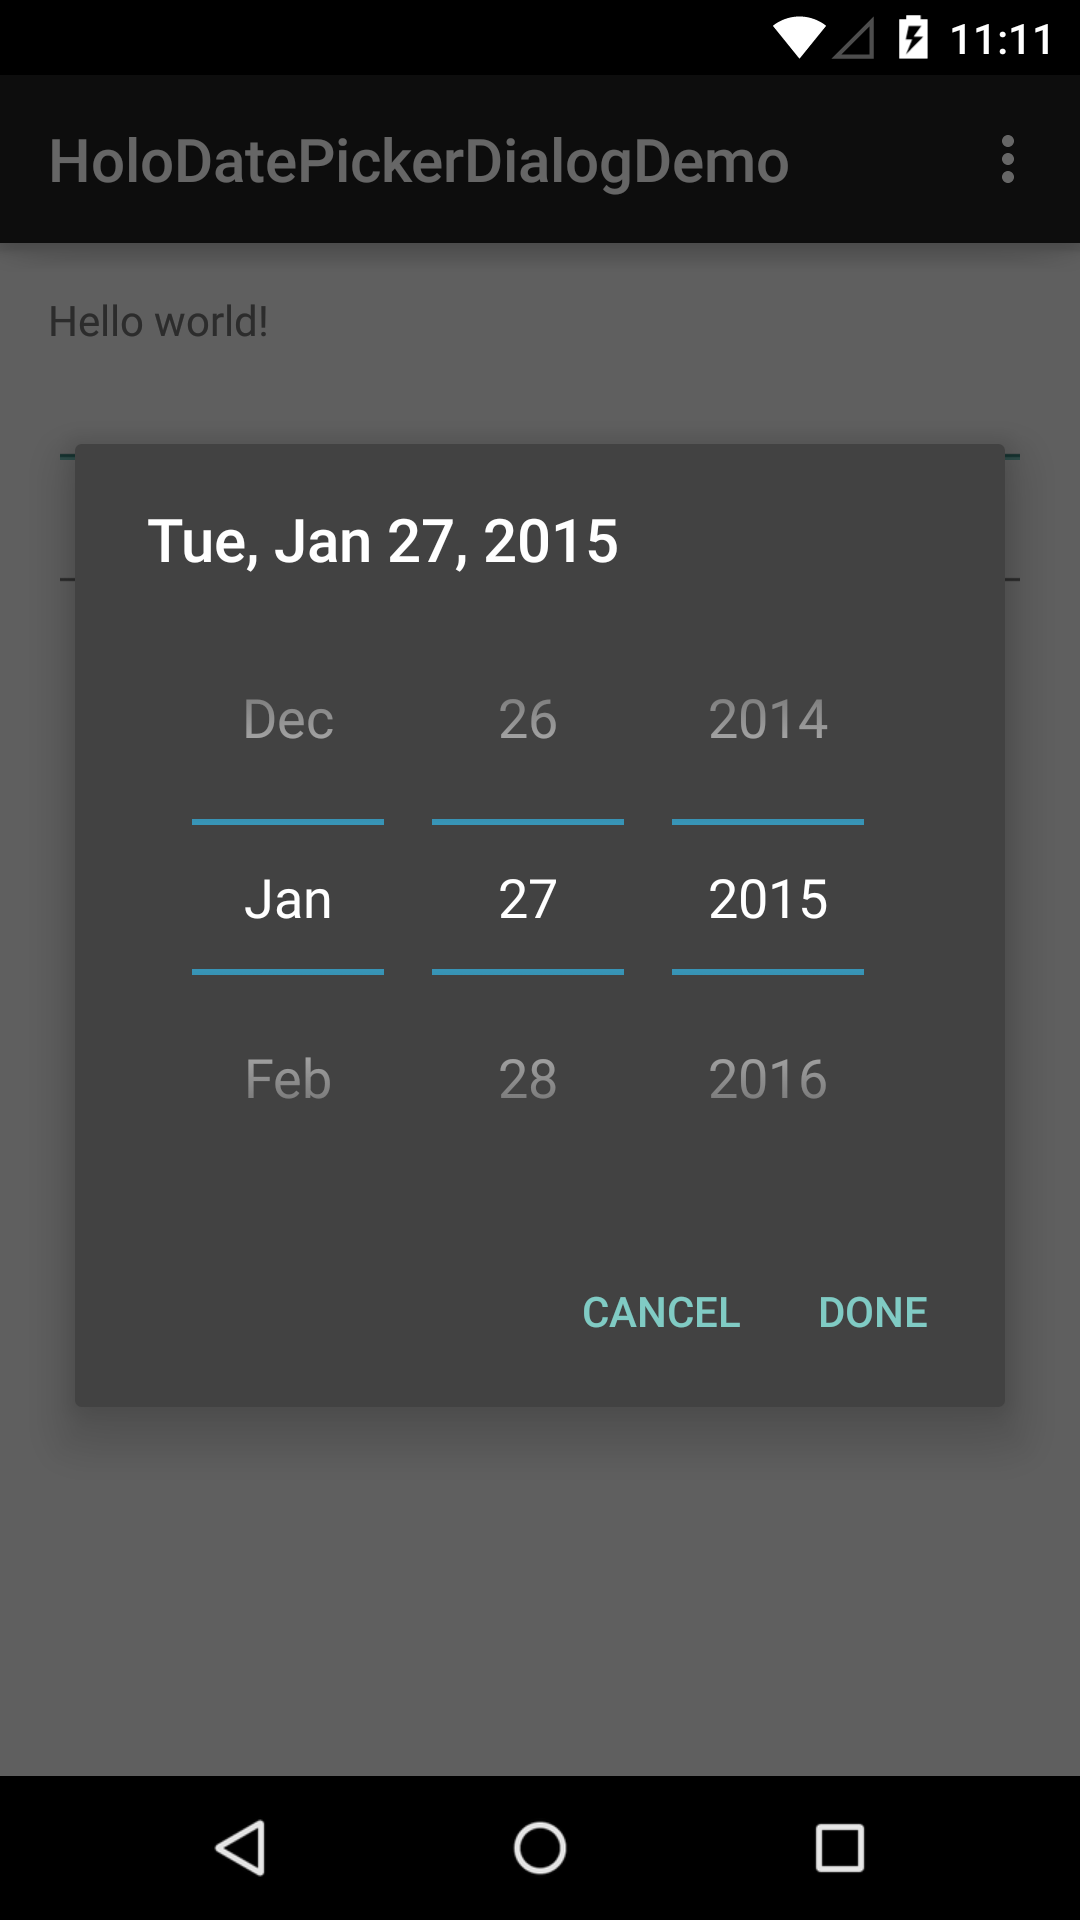 11:11
HoloDatePickerDialogDemo
Hello world!
Tue, Jan 27, 2015
Dec 26 2014
Jan 27 2015
Feb 28 2016
CANCEL DONE